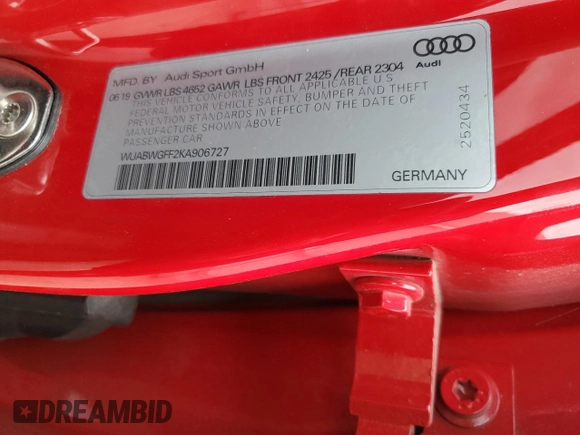 MFD. BY Audi Sport GmbH
Audi
06 19 GVWR LBS 4652 GAWR LBS FRONT 2425 /REAR 2304
THIS VEHICLE CONFORMS TO ALL APPLICABLE U S
FEDERAL MOTOR VEHICLE SAFETY, BUMPER AND THEFT
PREVENTION STANDARDS IN EFFECT ON THE DATE OF
MANUFACTURE SHOWN ABOVE
PASSENGER CAR
2520434
WUABWGFF2KA906727
GERMANY
DREAMBID